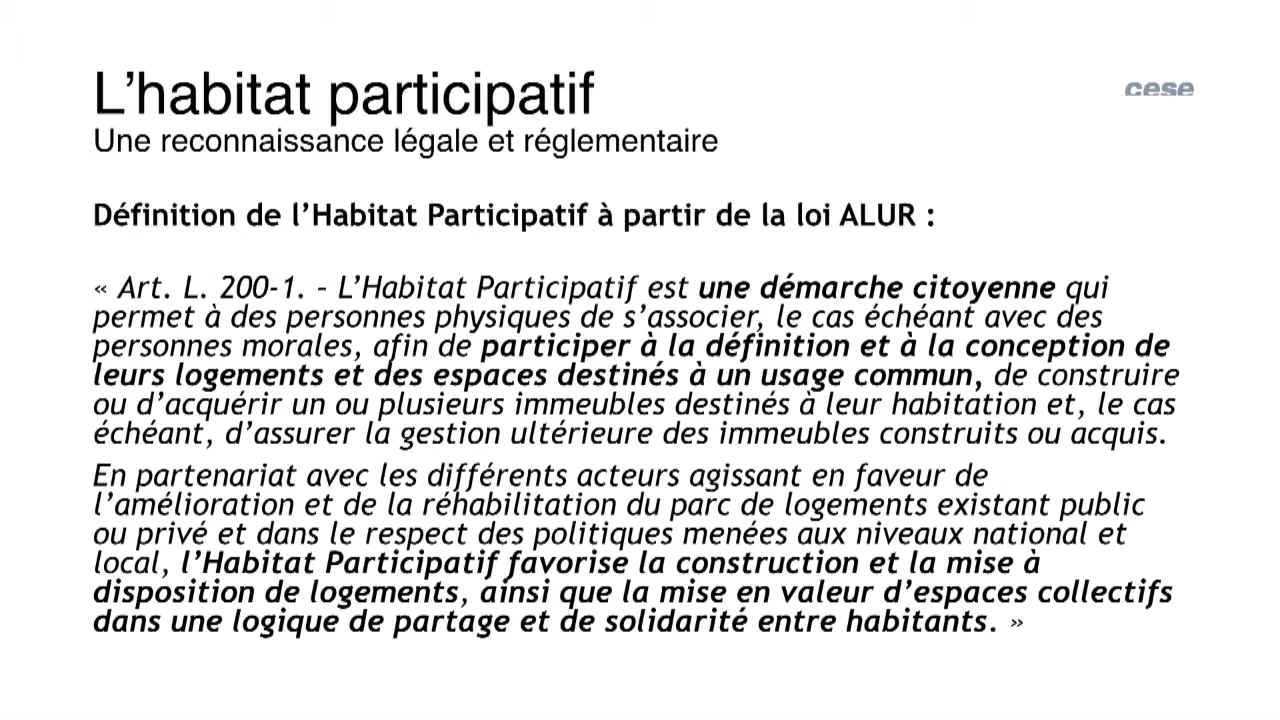 L’habitat participatif
cese
Une reconnaissance légale et réglementaire
Définition de l’Habitat Participatif à partir de la loi ALUR :
« Art. L. 200-1. – L’Habitat Participatif est une démarche citoyenne qui
permet à des personnes physiques de s’associer, le cas échéant avec des
personnes morales, afin de participer à la définition et à la conception de
leurs logements et des espaces destinés à un usage commun, de construire
ou d’acquérir un ou plusieurs immeubles destinés à leur habitation et, le cas
échéant, d’assurer la gestion ultérieure des immeubles construits ou acquis.
En partenariat avec les différents acteurs agissant en faveur de
l’amélioration et de la réhabilitation du parc de logements existant public
ou privé et dans le respect des politiques menées aux niveaux national et
local, l’Habitat Participatif favorise la construction et la mise à
disposition de logements, ainsi que la mise en valeur d’espaces collectifs
dans une logique de partage et de solidarité entre habitants. »